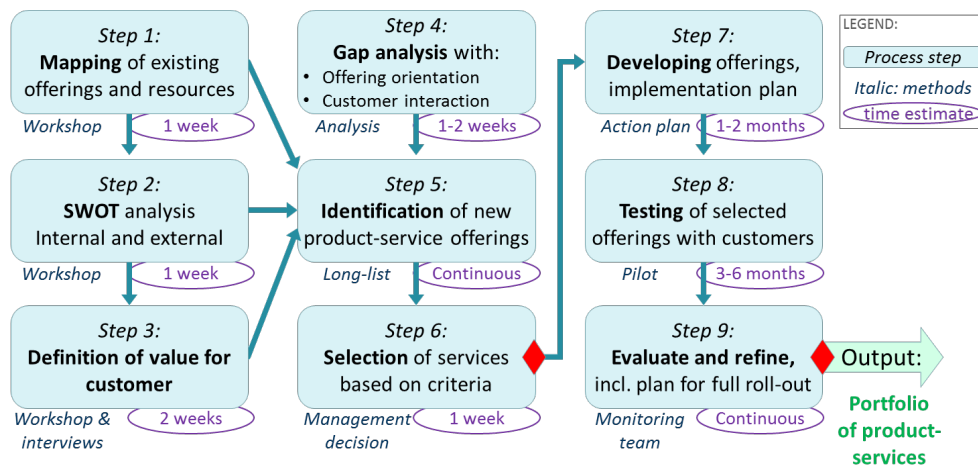 Step 1:
Mapping of existing
offerings and resources
Workshop
1 week
Step 2:
SWOT analysis
Internal and external
Workshop
1 week
Step 3:
Definition of value for
customer
Workshop &
interviews
2 weeks
Step 4:
Gap analysis with:
• Offering orientation
• Customer interaction
Analysis
1-2 weeks
Step 5:
Identification of new
product-service offerings
Long-list
Continuous
Step 6:
Selection of services
based on criteria
Management
decision
1 week
Step 7:
Developing offerings,
implementation plan
Action plan
1-2 months
Step 8:
Testing of selected
offerings with customers
Pilot
3-6 months
Step 9:
Evaluate and refine,
incl. plan for full roll-out
Monitoring
team
Continuous
LEGEND:
Process step
Italic: methods
time estimate
Output:
Portfolio
of product-
services